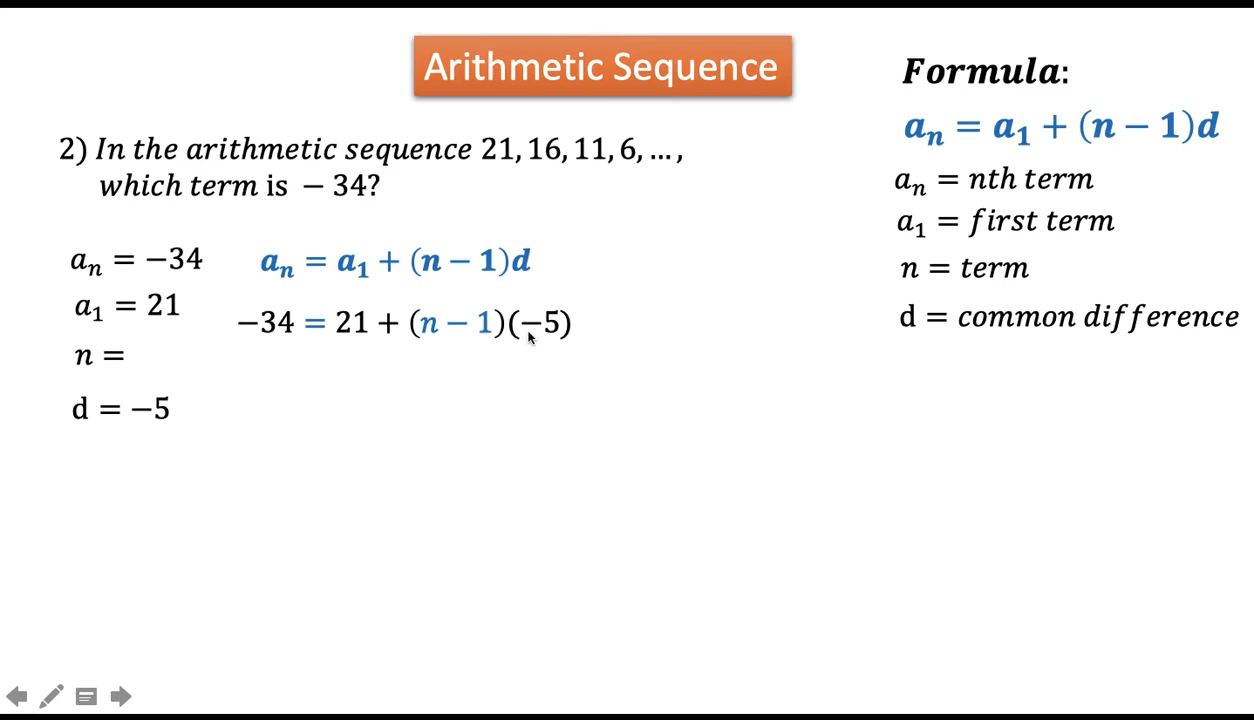 Arithmetic Sequence
Formula:
aₙ = a₁ + (n − 1)d
aₙ = nth term
a₁ = first term
n = term
d = common difference
2) In the arithmetic sequence 21, 16, 11, 6, ...,
which term is − 34?
aₙ = −34
a₁ = 21
n =
d = −5
aₙ = a₁ + (n − 1)d
−34 = 21 + (n − 1)(−5)